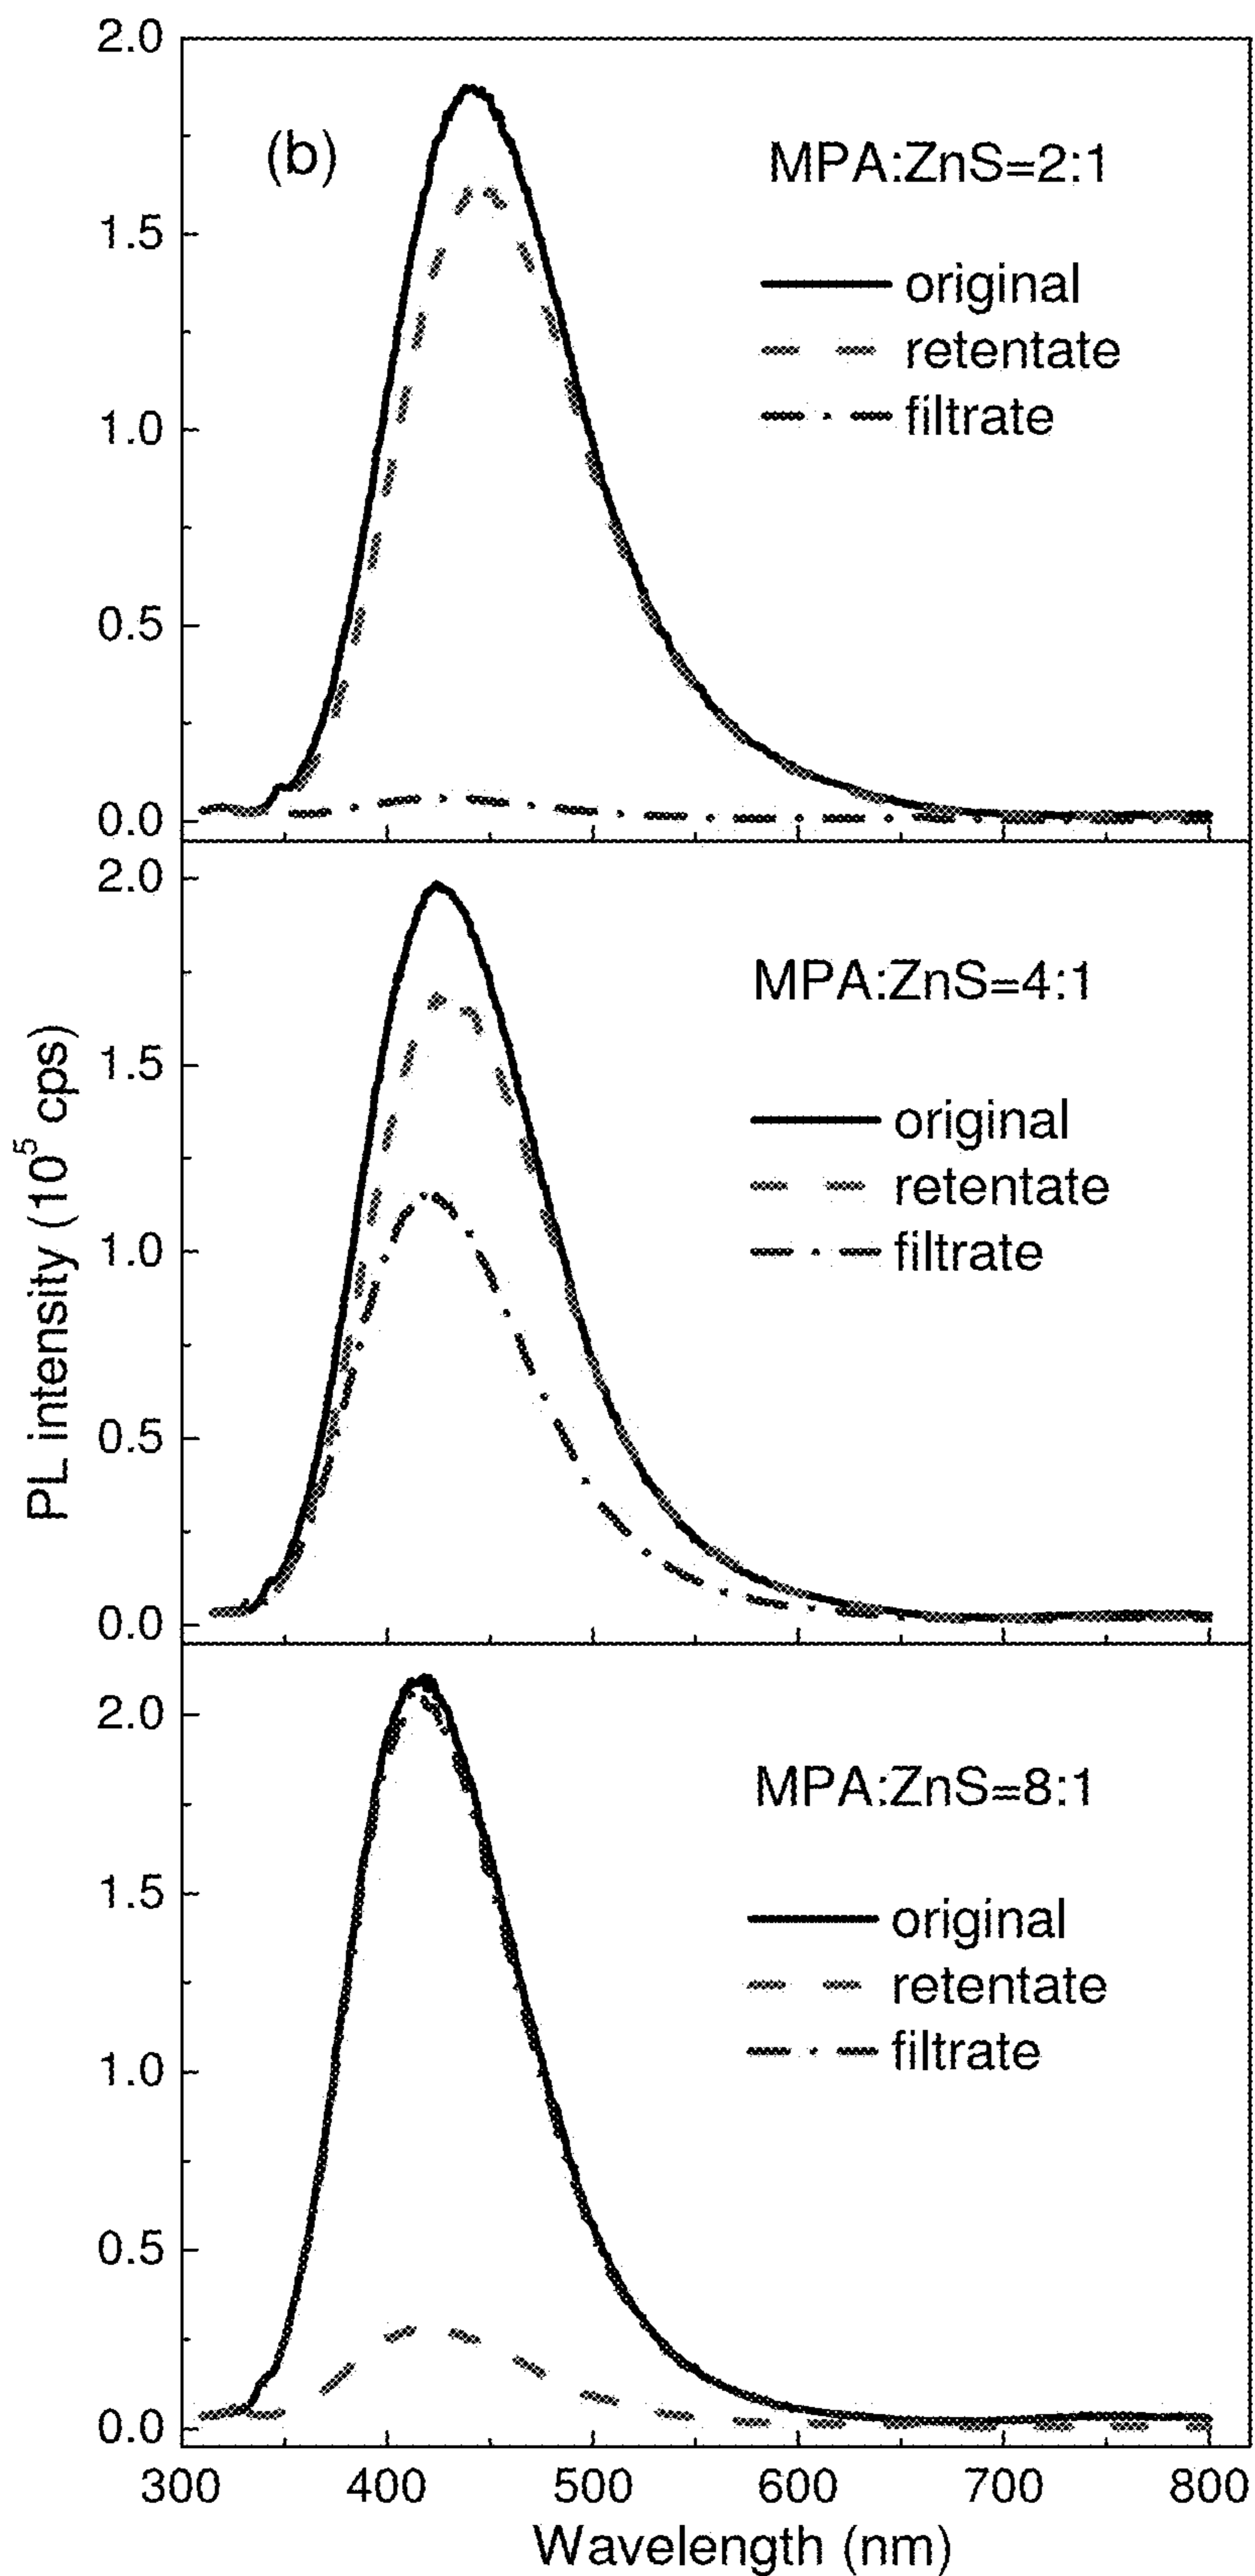 2.0
(b)
MPA:ZnS=2:1
1.5
original
retentate
filtrate
1.0
0.5
0.0
2.0
MPA:ZnS=4:1
1.5
original
retentate
filtrate
1.0
0.5
0.0
PL intensity (10⁵ cps)
2.0
MPA:ZnS=8:1
1.5
original
retentate
filtrate
1.0
0.5
0.0
300 400 500 600 700 800
Wavelength (nm)